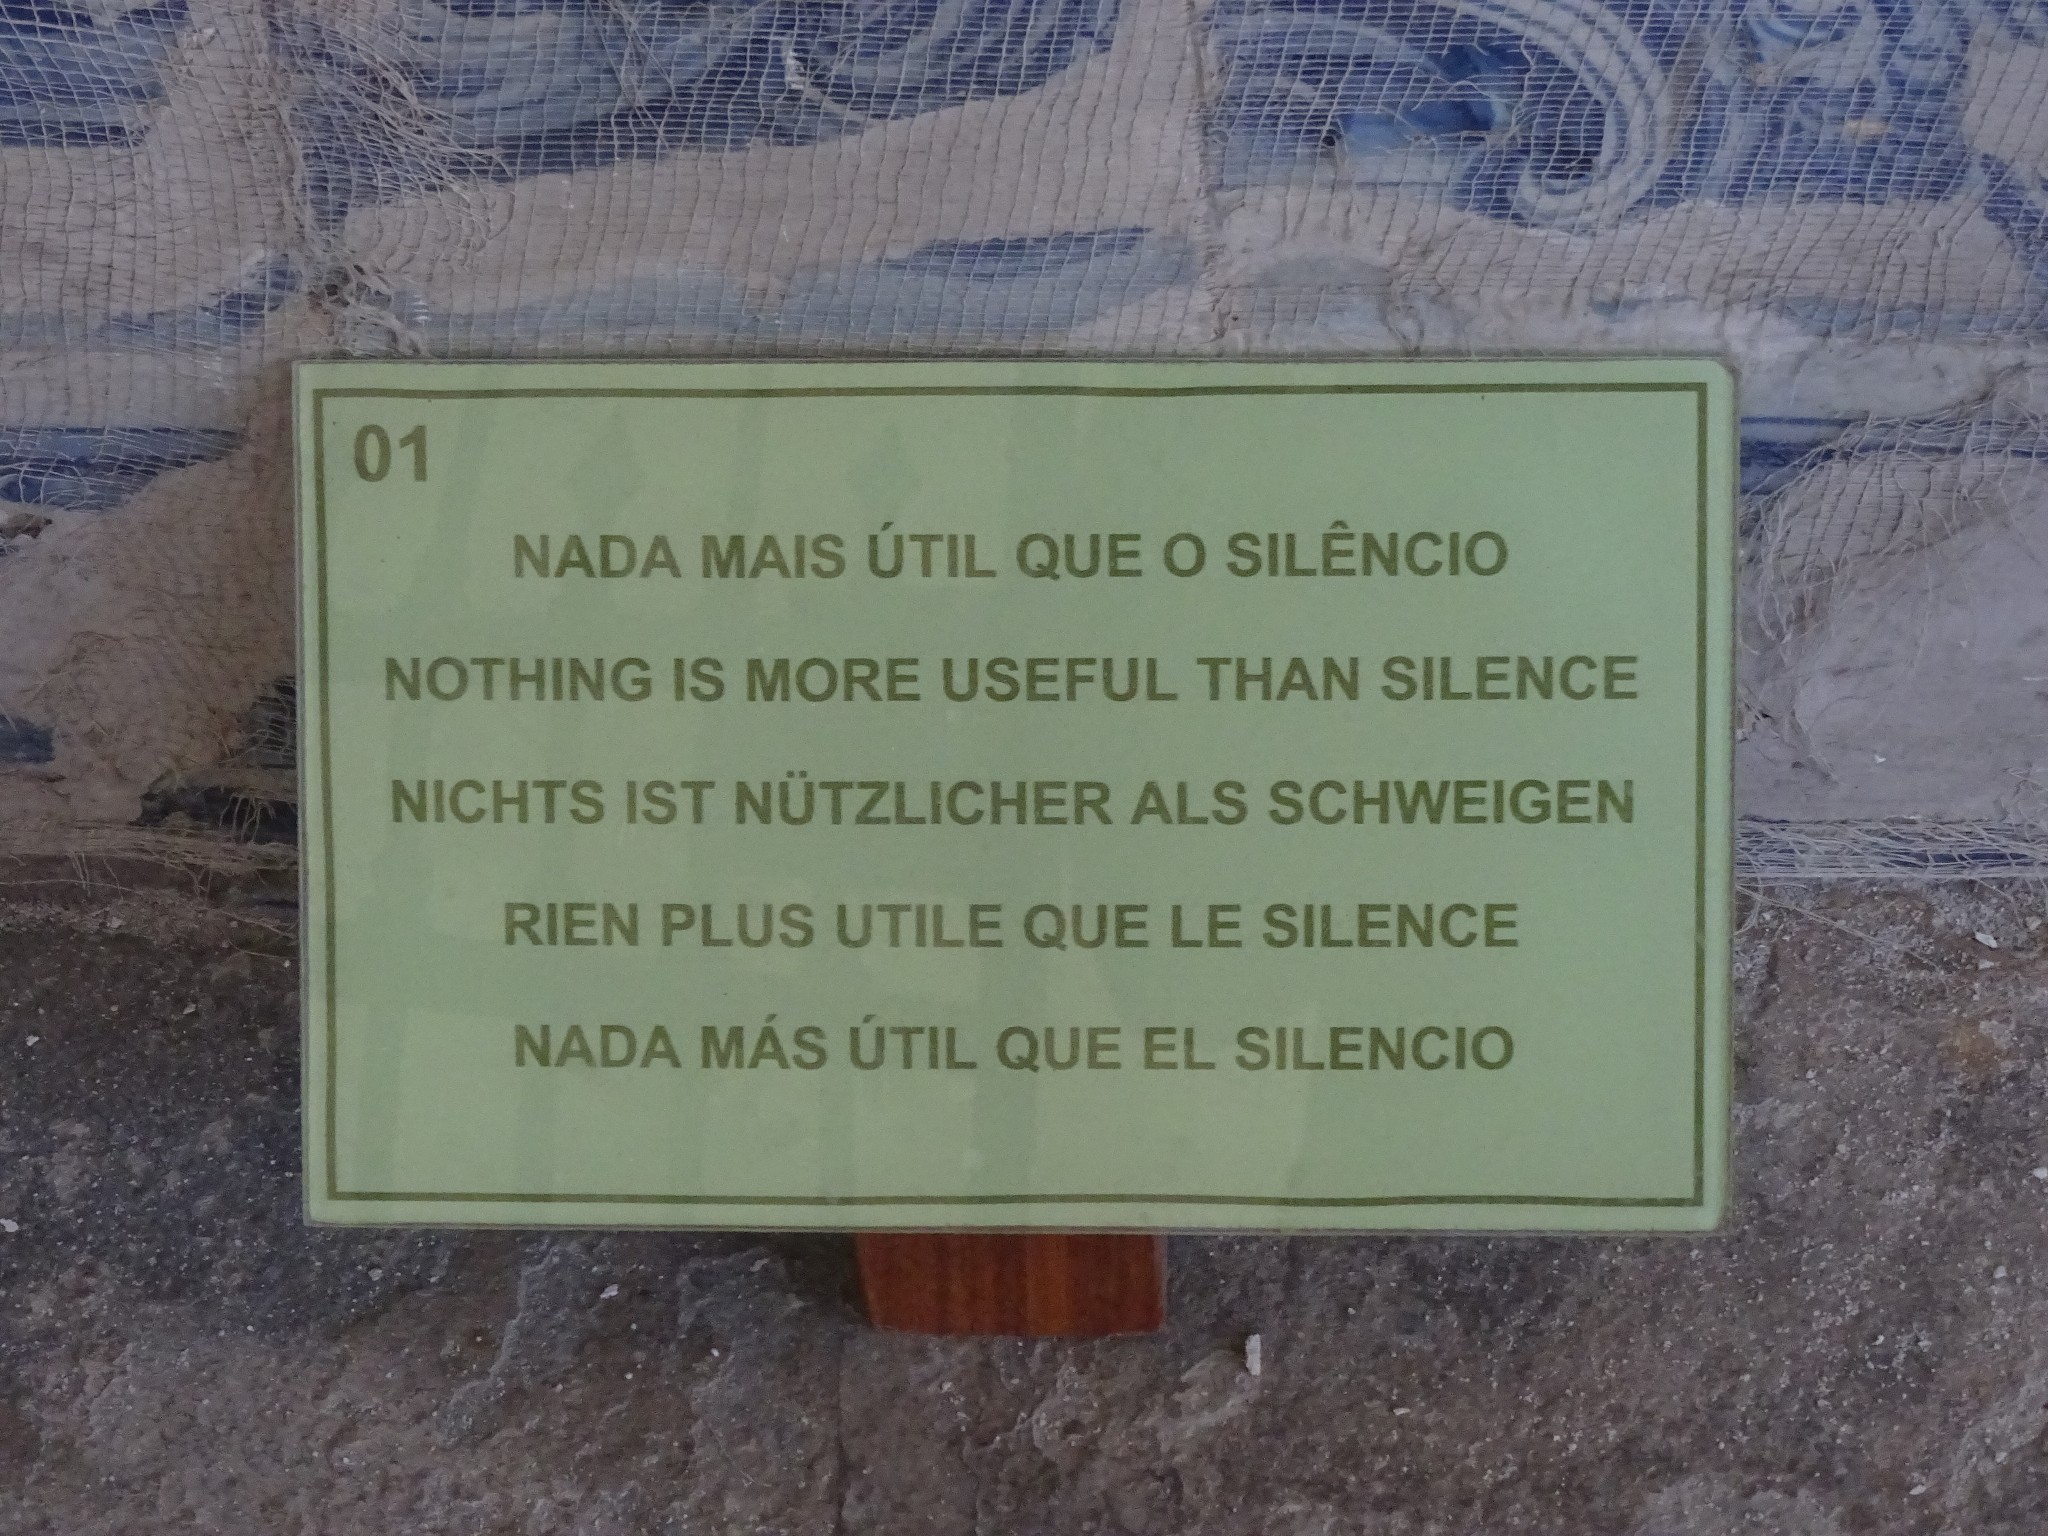 01
NADA MAIS ÚTIL QUE O SILÊNCIO
NOTHING IS MORE USEFUL THAN SILENCE
NICHTS IST NÜTZLICHER ALS SCHWEIGEN
RIEN PLUS UTILE QUE LE SILENCE
NADA MÁS ÚTIL QUE EL SILENCIO